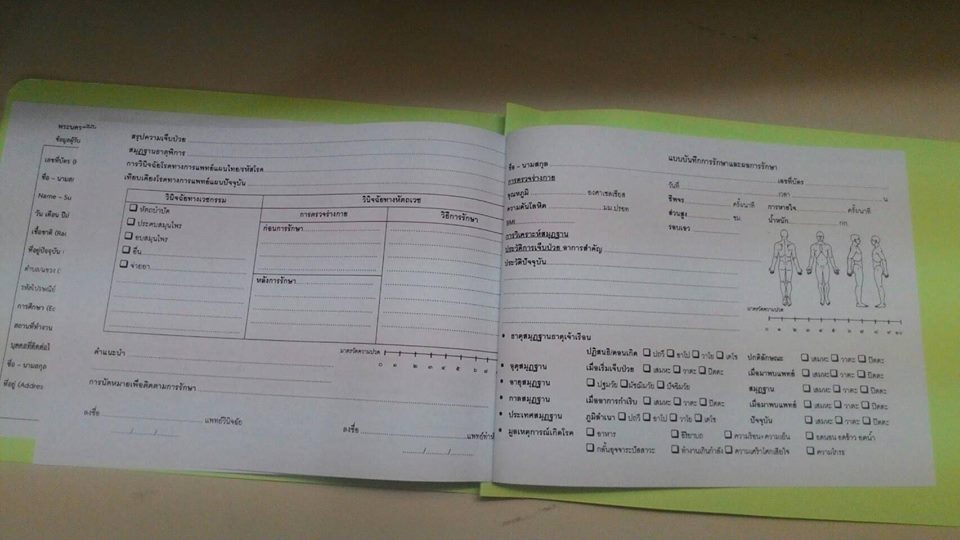 ข้อมูลผู้รับ
เลขที่บัตร
ชื่อ – นามส
Name – Su
วัน เดือน ปี
เชื้อชาติ (Ra
ที่อยู่ปัจจุบัน
ตำบล/แขวง
รหัสไปรษณีย์
การศึกษา (E
สถานที่ทำงาน
บุคคลที่ติดต่อ
ชื่อ – นามสกุ
ที่อยู่ (Addres
สรุปความเจ็บป่วย
สมุฏฐานธาตุพิการ
การวินิจฉัยโรคทางการแพทย์แผนไทย/รหัสโรค
เทียบเคียงโรคทางการแพทย์แผนปัจจุบัน
วินิจฉัยทางเวชกรรม วินิจฉัยทางหัตถเวช
หัตถบำบัด การตรวจร่างกาย วิธีการรักษา
ประคบสมุนไพร ก่อนการรักษา
อบสมุนไพร
อื่น
จ่ายยา หลังการรักษา
คำแนะนำ มาตรวัดความปวด
การนัดหมายเพื่อติดตามการรักษา
ลงชื่อ แพทย์วินิจฉัย ลงชื่อ
แบบบันทึกการรักษาและผลการรักษา
ชื่อ – นามสกุล เลขที่บัตร
การตรวจร่างกาย วันที่ เวลา น
อุณหภูมิ องศาเซลเซียส ชีพจร ครั้ง/นาที การหายใจ ครั้ง/นาที
ความดันโลหิต มม.ปรอท ส่วนสูง ซม น้ำหนัก กก
BMI รอบเอว
การวิเคราะห์สมุฏฐาน
ประวัติการเจ็บป่วย อาการสำคัญ
ประวัติปัจจุบัน
มาตรวัดความปวด
• ธาตุสมุฏฐานธาตุเจ้าเรือน
ปฏิสนธิ/ตอนเกิด ปถวี อาโป วาโย เตโช ปกติลักษณะ เสมหะ วาตะ ปิตตะ
• อุตุสมุฏฐาน เมื่อเริ่มเจ็บป่วย เสมหะ วาตะ ปิตตะ เมื่อมาพบแพทย์ เสมหะ วาตะ ปิตตะ
• อายุสมุฏฐาน ปฐมวัย มัชฌิมวัย ปัจฉิมวัย สมุฏฐาน เสมหะ วาตะ ปิตตะ
• กาลสมุฏฐาน เมื่ออาการกำเริบ เสมหะ วาตะ ปิตตะ เมื่อมาพบแพทย์ เสมหะ วาตะ ปิตตะ
• ประเทศสมุฏฐาน ภูมิลำเนา ปถวี อาโป วาโย เตโช ปัจจุบัน เสมหะ วาตะ ปิตตะ
• มูลเหตุการณ์เกิดโรค อาหาร อิริยาบถ ความร้อน+ความเย็น อดนอน อดข้าว อดน้ำ
กลั้นอุจจาระปัสสาวะ ทำงานเกินกำลัง ความเศร้าโศกเสียใจ ความโกรธ